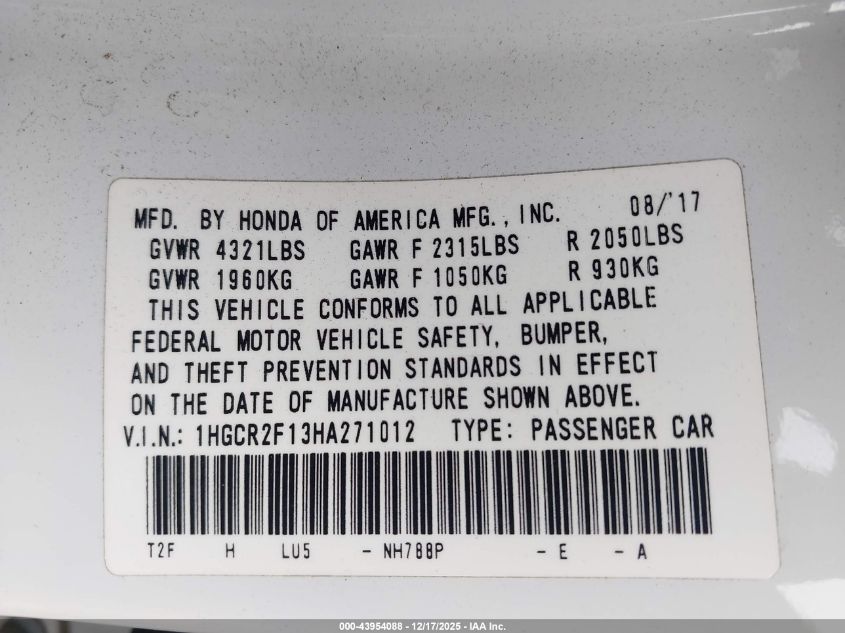 MFD. BY HONDA OF AMERICA MFG., INC. 08/'17
GVWR 4321LBS GAWR F 2315LBS R 2050LBS
GVWR 1960KG GAWR F 1050KG R 930KG
THIS VEHICLE CONFORMS TO ALL APPLICABLE
FEDERAL MOTOR VEHICLE SAFETY, BUMPER,
AND THEFT PREVENTION STANDARDS IN EFFECT
ON THE DATE OF MANUFACTURE SHOWN ABOVE.
V.I.N.: 1HGCR2F13HA271012 TYPE: PASSENGER CAR
T2F H LU5 - NH788P - E - A
000-43954088 - 12/17/2025 - IAA Inc.